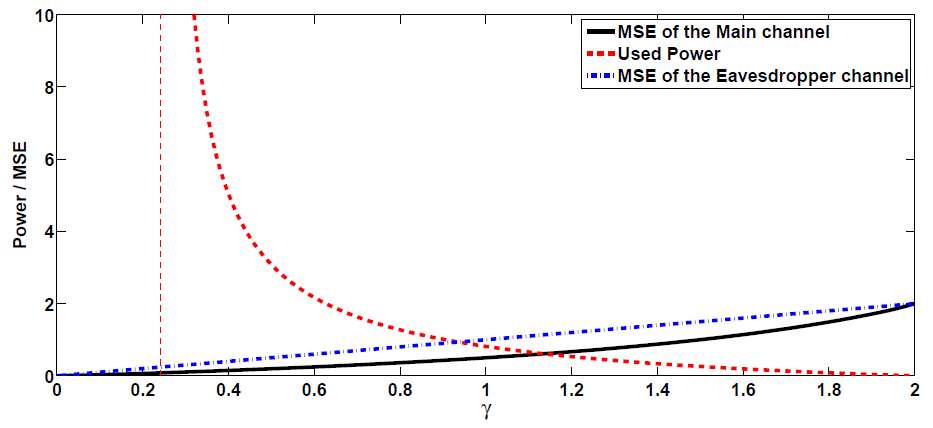 10
8
6
4
2
0
Power / MSE
MSE of the Main channel
Used Power
MSE of the Eavesdropper channel
0 0.2 0.4 0.6 0.8 1 1.2 1.4 1.6 1.8 2
γ